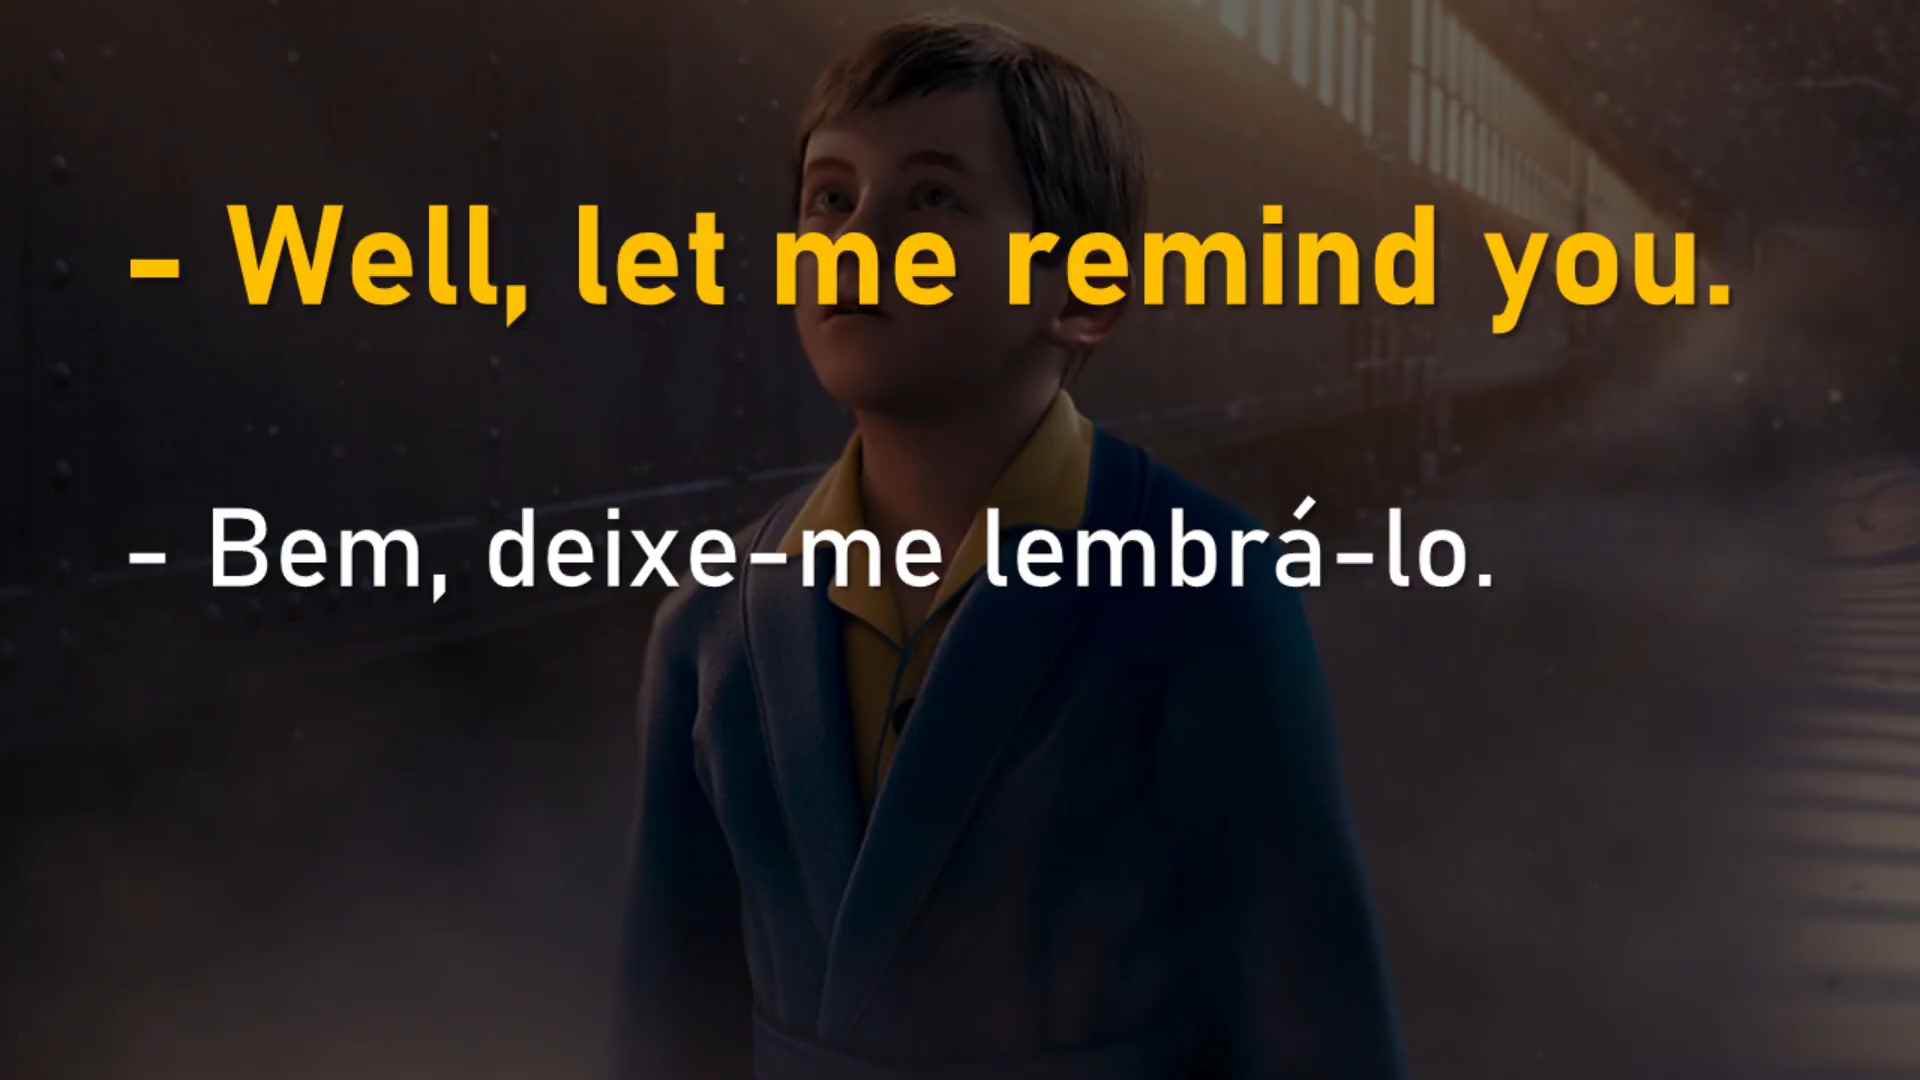 - Well, let me remind you.
- Bem, deixe-me lembrá-lo.